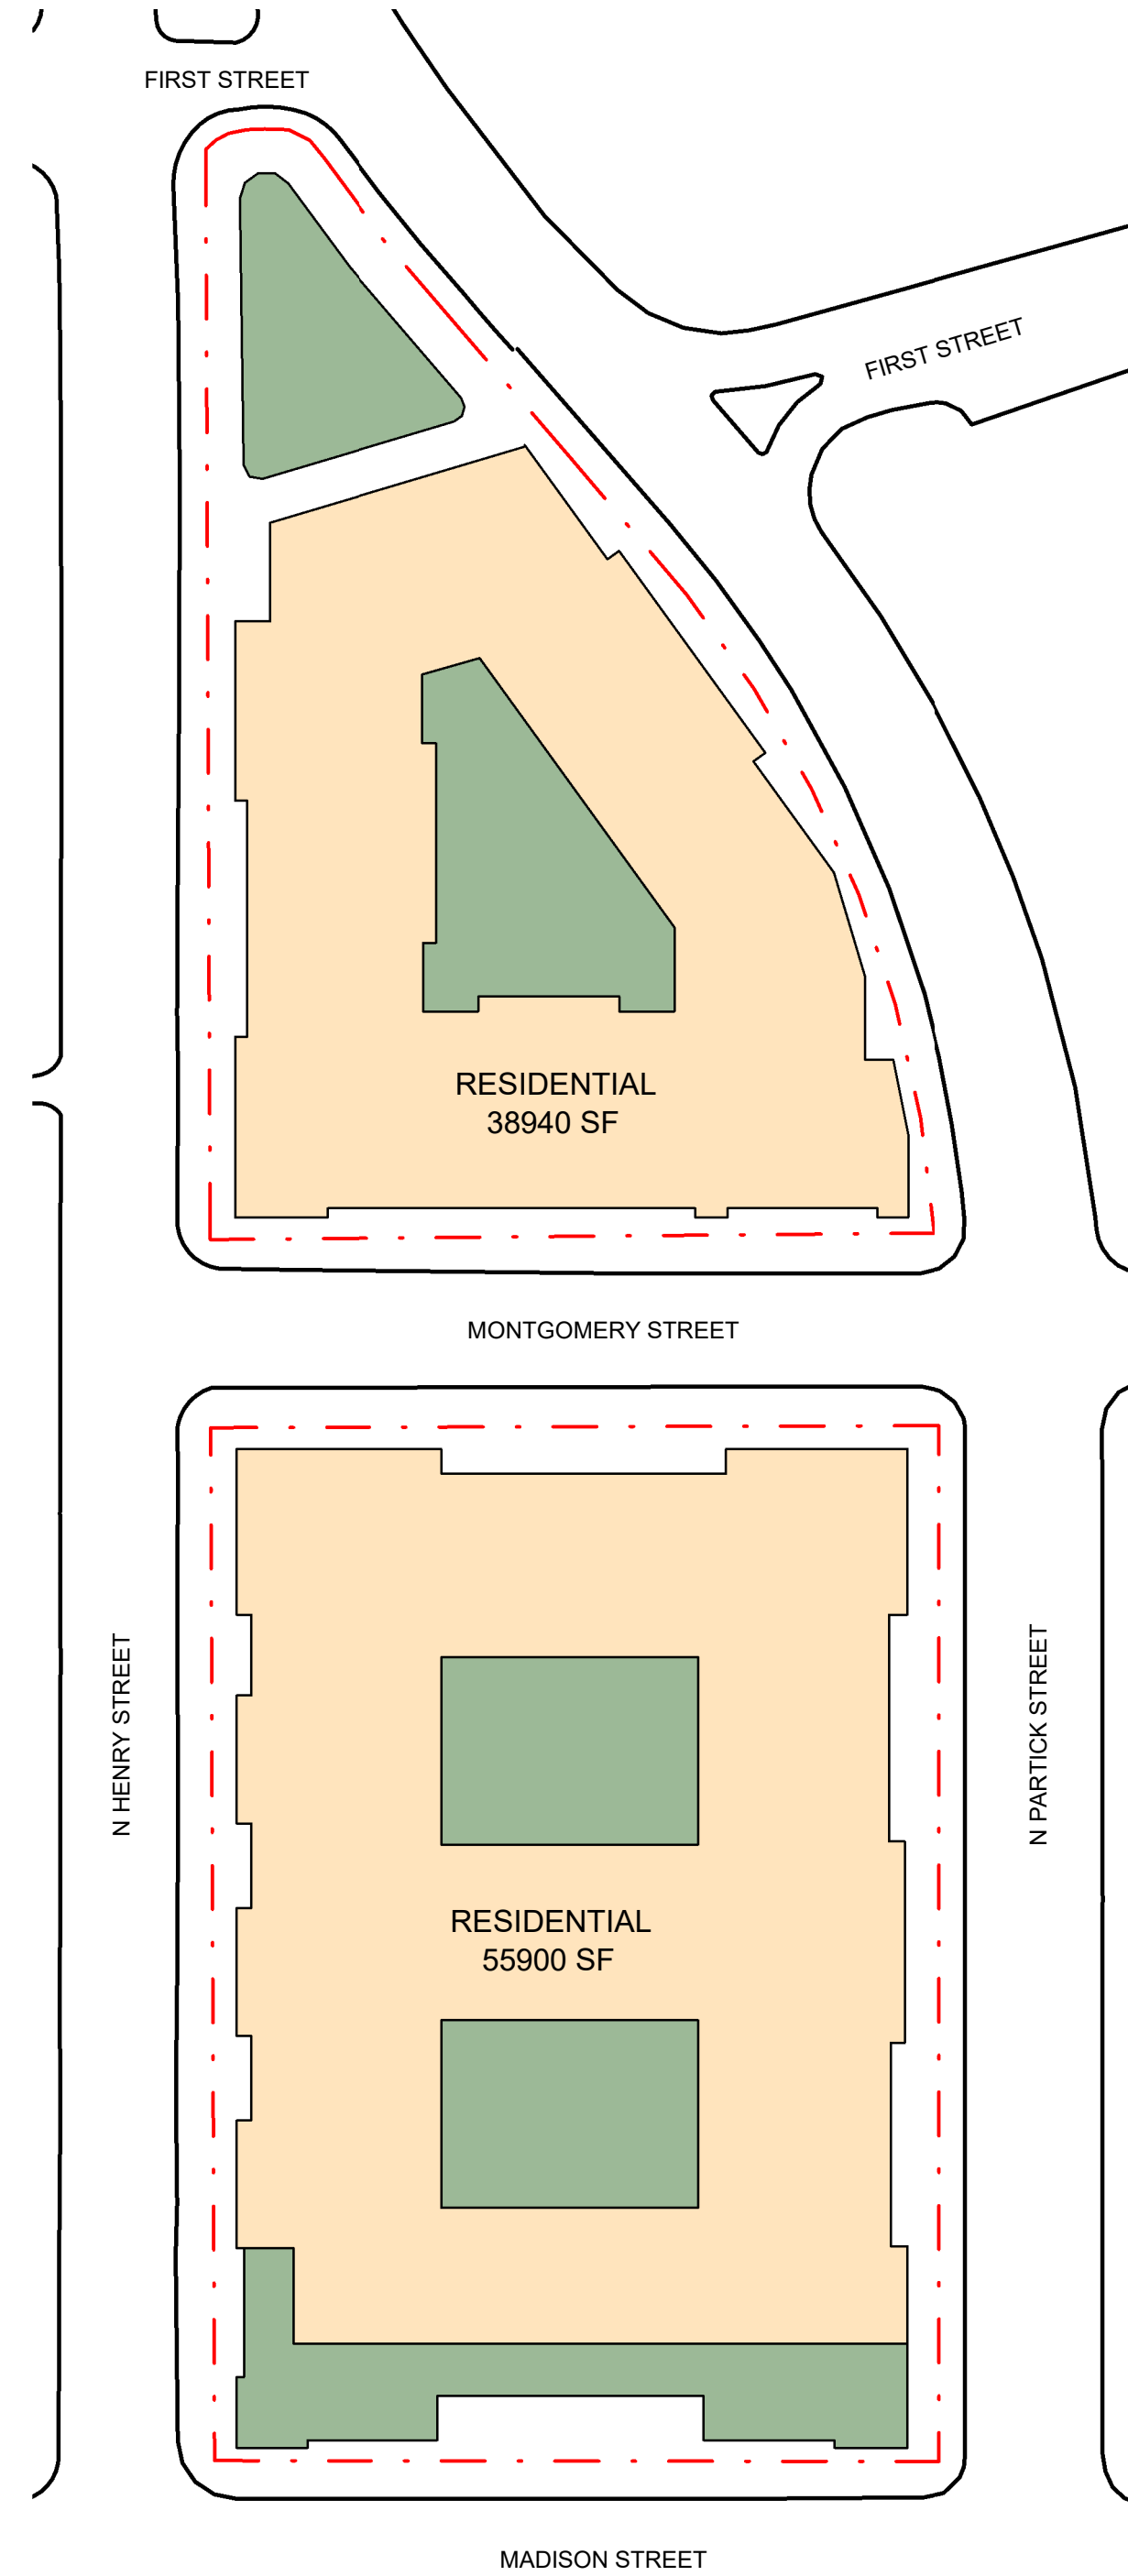 FIRST STREET
FIRST STREET
RESIDENTIAL
38940 SF
MONTGOMERY STREET
N HENRY STREET
N PARTICK STREET
RESIDENTIAL
55900 SF
MADISON STREET